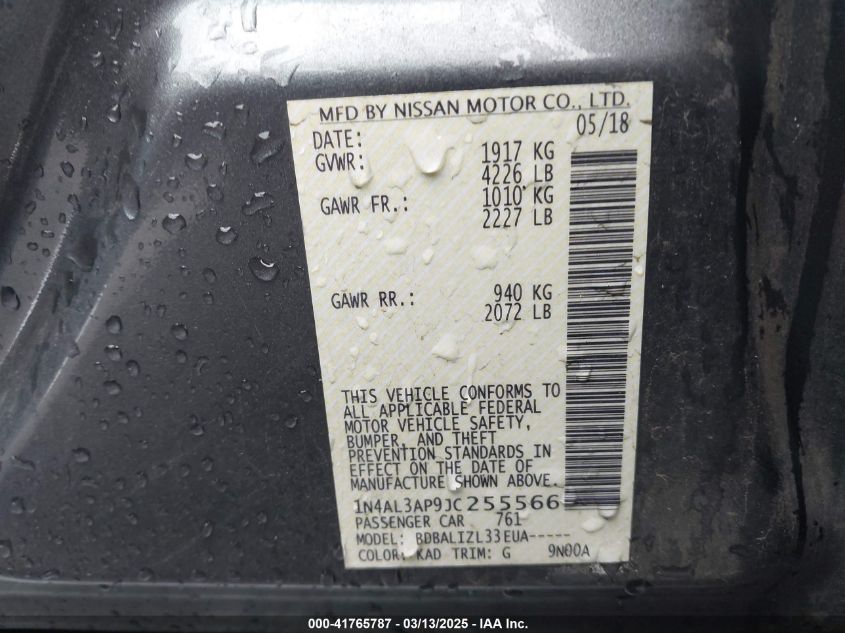 MFD BY NISSAN MOTOR CO., LTD.
DATE: 05/18
GVWR: 1917 KG
4226 LB
GAWR FR.: 1010 KG
2227 LB
GAWR RR.: 940 KG
2072 LB
THIS VEHICLE CONFORMS TO
ALL APPLICABLE FEDERAL
MOTOR VEHICLE SAFETY,
BUMPER, AND THEFT
PREVENTION STANDARDS IN
EFFECT ON THE DATE OF
MANUFACTURE SHOWN ABOVE.
1N4AL3AP9JC255566
PASSENGER CAR 761
MODEL: BDBALIZL33EUA-----
COLOR: KAD TRIM: G 9N00A
000-41765787 - 03/13/2025 - IAA Inc.